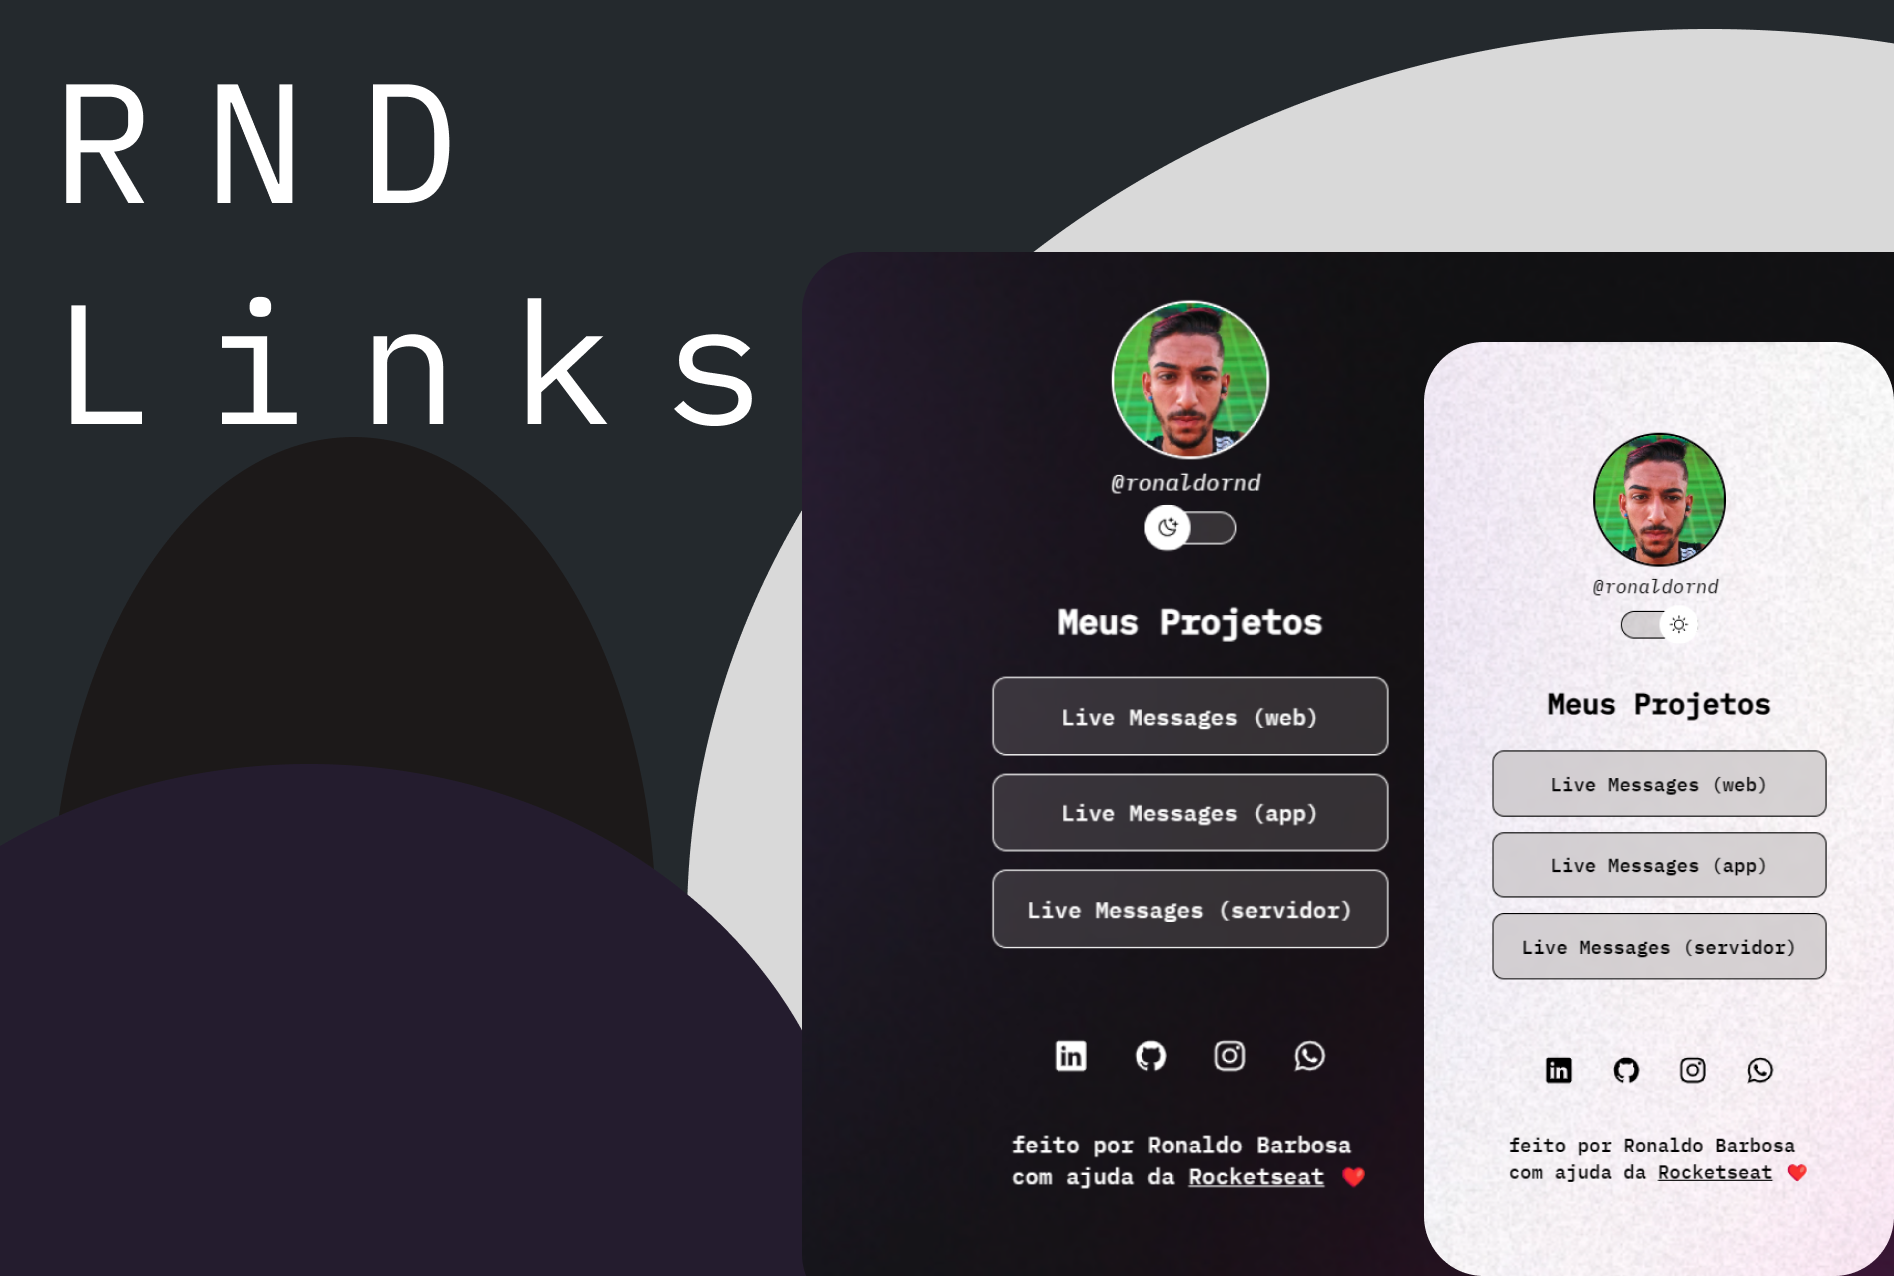 RND
Links
@ronaldornd
Meus Projetos
Live Messages (web)
Live Messages (app)
Live Messages (servidor)
in
feito por Ronaldo Barbosa
com ajuda da Rocketseat ❤️
@ronaldornd
Meus Projetos
Live Messages (web)
Live Messages (app)
Live Messages (servidor)
in
feito por Ronaldo Barbosa
com ajuda da Rocketseat ❤️